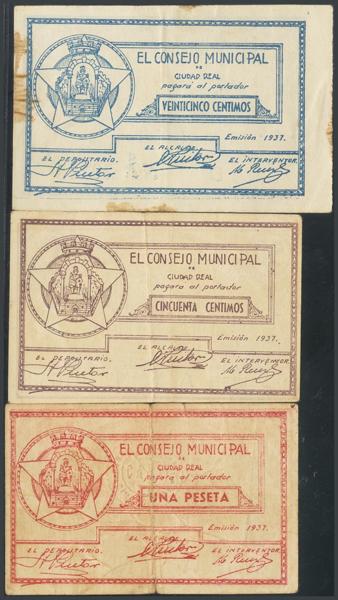 EL CONSEJO MUNICIPAL
DE
CIUDAD REAL
pagará al portador
VEINTICINCO CENTIMOS
Emisión 1937.
EL DEPOSITARIO. EL ALCALDE EL INTERVENTOR
EL CONSEJO MUNICIPAL
DE
CIUDAD REAL
pagará al portador
CINCUENTA CENTIMOS
Emisión 1937.
EL DEPOSITARIO. EL ALCALDE EL INTERVENTOR
EL CONSEJO MUNICIPAL
DE
CIUDAD REAL
pagará al portador
UNA PESETA
Emisión 1937.
EL DEPOSITARIO. EL ALCALDE EL INTERVENTOR.